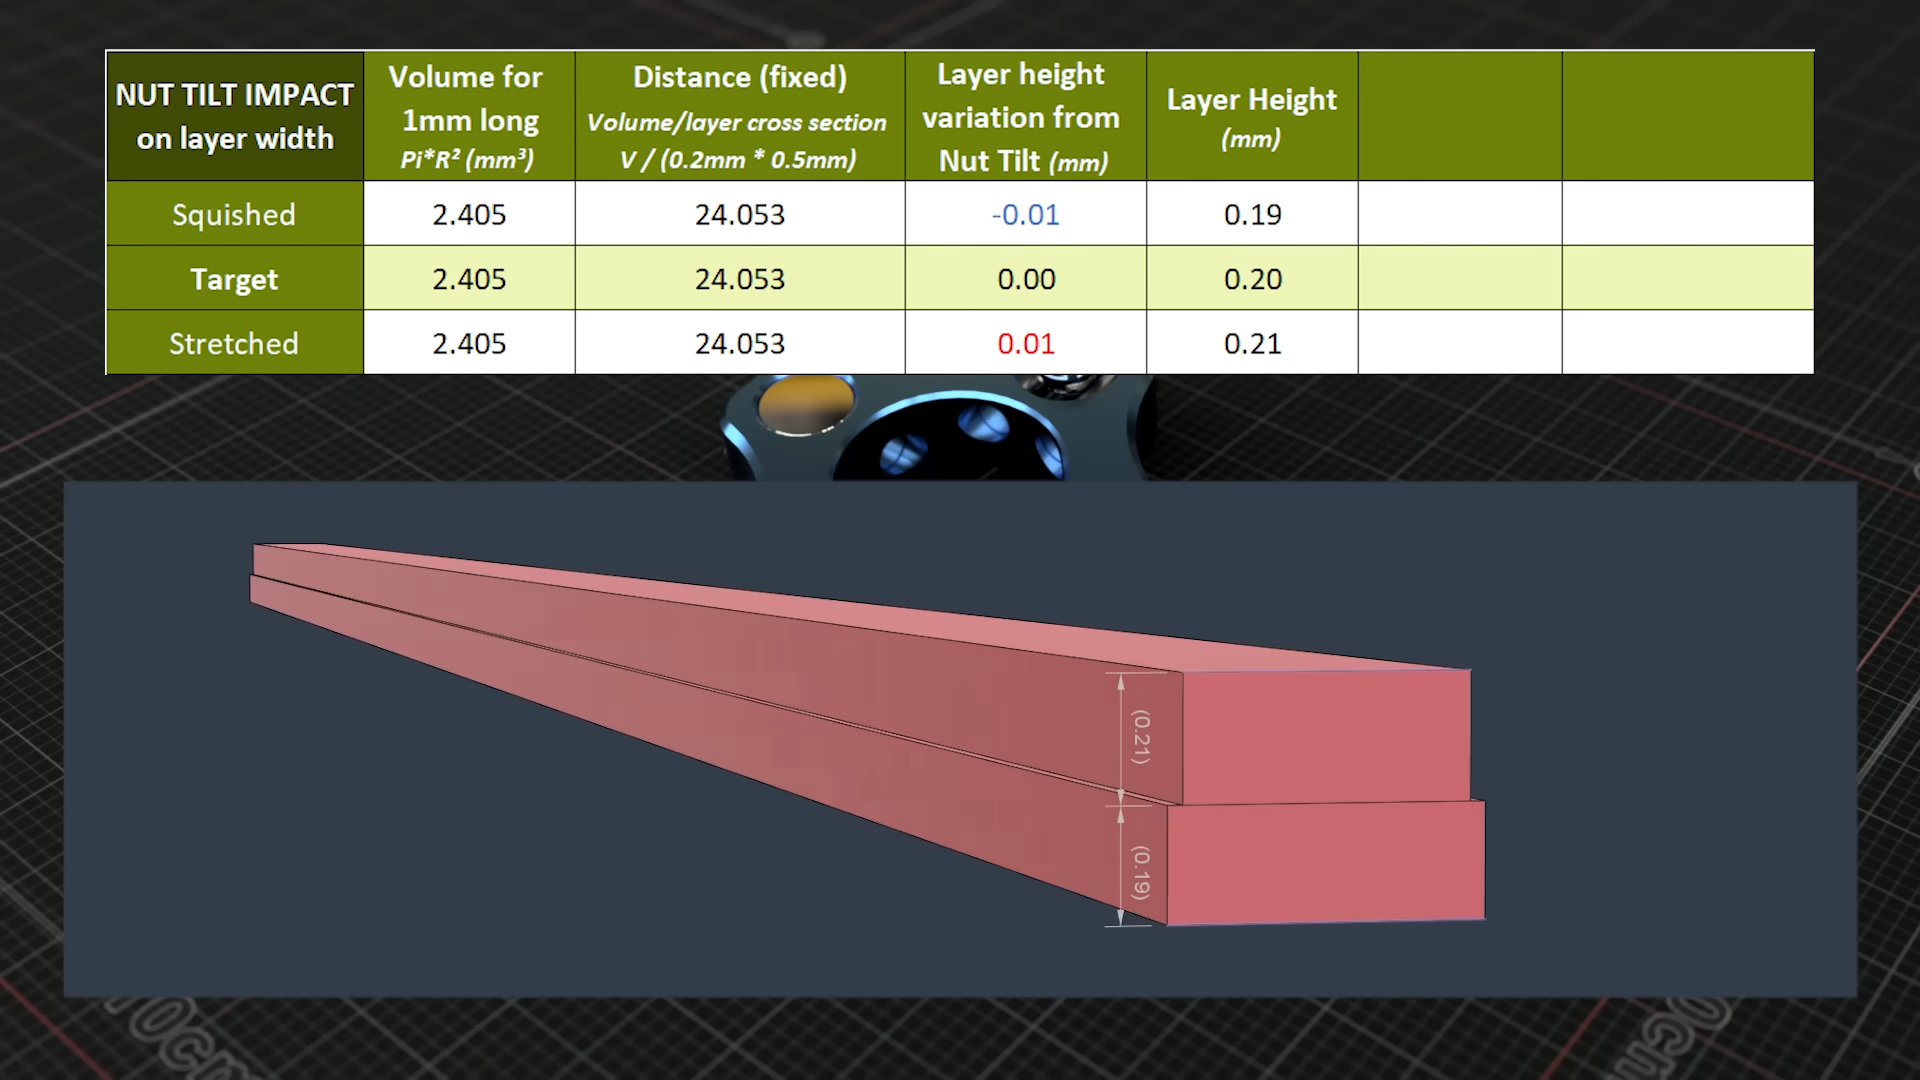 NUT TILT IMPACT
on layer width
Volume for
1mm long
Pi*R² (mm³)
Distance (fixed)
Volume/layer cross section
V / (0.2mm * 0.5mm)
Layer height
variation from
Nut Tilt (mm)
Layer Height
(mm)
Squished
2.405
24.053
-0.01
0.19
Target
2.405
24.053
0.00
0.20
Stretched
2.405
24.053
0.01
0.21
(0.21)
(0.19)
10cm